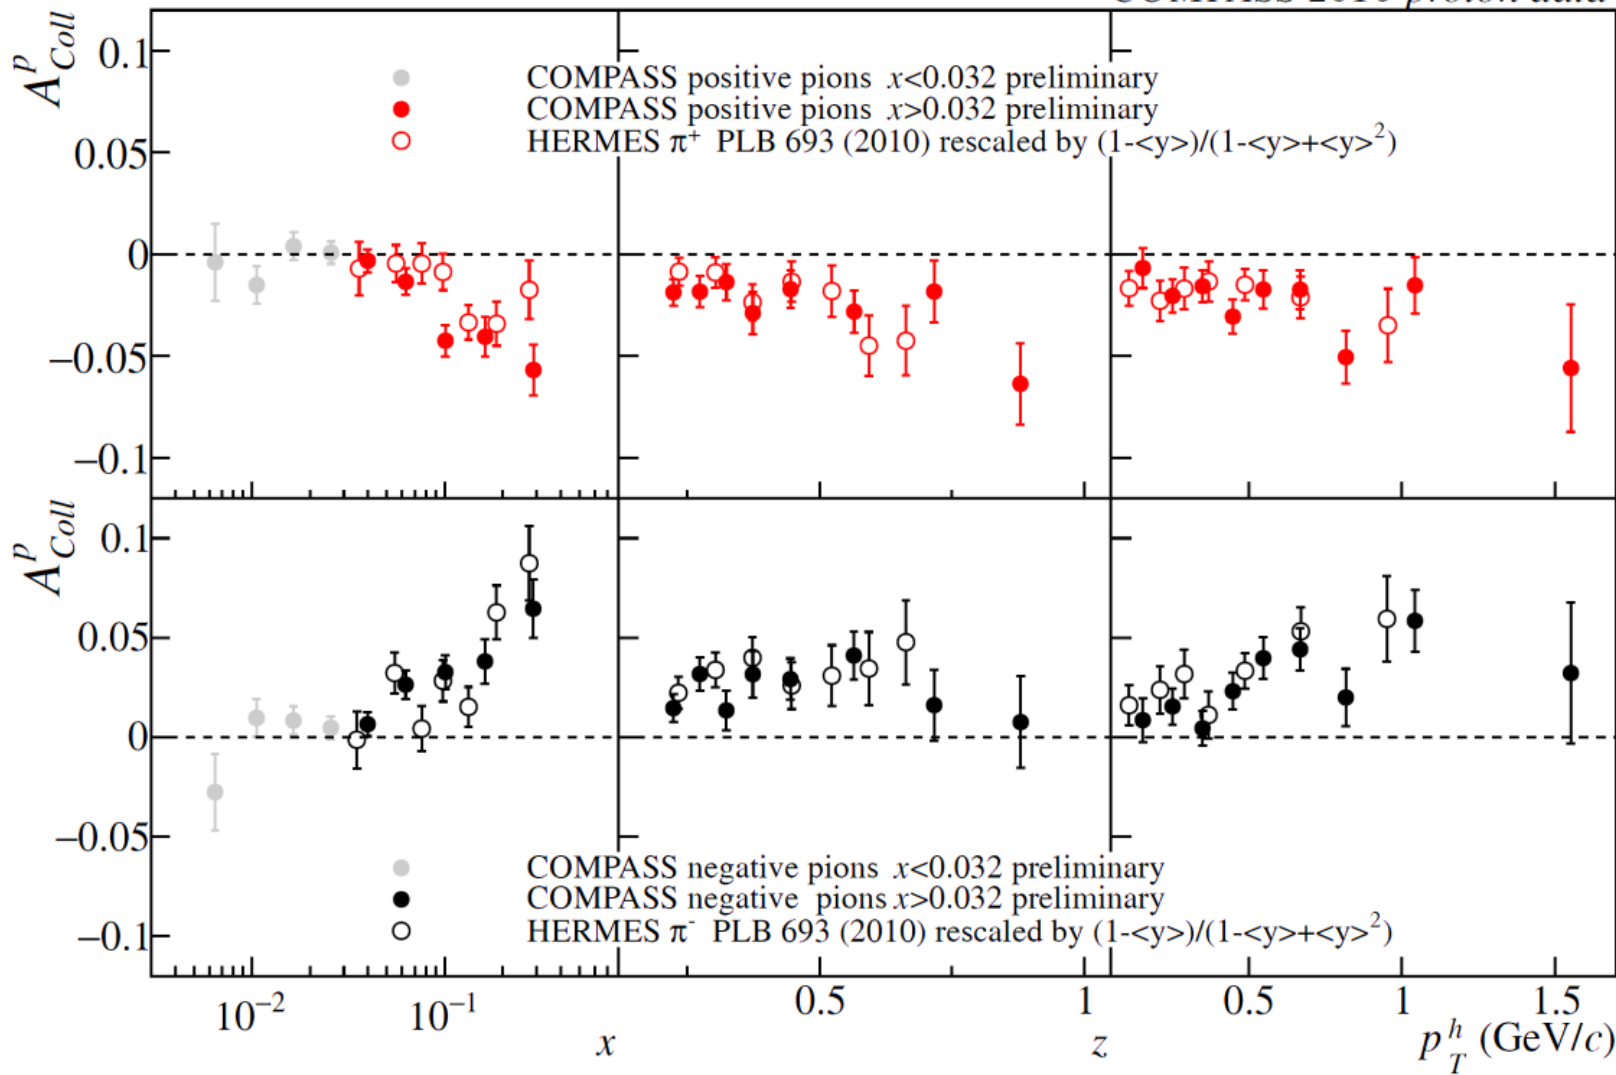 A^p_Coll
0.1
0.05
0
−0.05
−0.1
COMPASS positive pions x<0.032 preliminary
COMPASS positive pions x>0.032 preliminary
HERMES π⁺ PLB 693 (2010) rescaled by (1-<y>)/(1-<y>+<y>²)
A^p_Coll
0.1
0.05
0
−0.05
−0.1
COMPASS negative pions x<0.032 preliminary
COMPASS negative pions x>0.032 preliminary
HERMES π⁻ PLB 693 (2010) rescaled by (1-<y>)/(1-<y>+<y>²)
10⁻² 10⁻¹ 0.5 1 0.5 1 1.5
x z p_T^h (GeV/c)